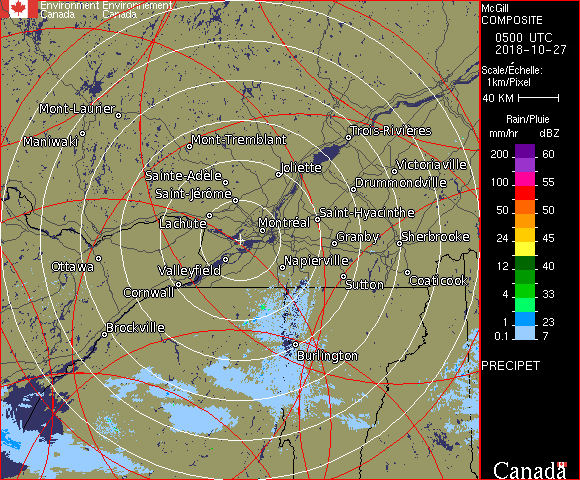 Environment Environnement
Canada Canada
McGill
COMPOSITE
0500 UTC
2018-10-27
Scale/Échelle:
1km/Pixel
40 KM
Rain/Pluie
mm/hr dBZ
200 60
100 55
50 50
24 45
12 40
4 33
1 23
0.1 7
PRECIPET
Canada
Mont-Laurier
Maniwaki
Mont-Tremblant
Trois-Rivières
Joliette
Victoriaville
Sainte-Adèle
Drummondville
Saint-Jérôme
Lachute
Saint-Hyacinthe
Montréal
Granby
Sherbrooke
Ottawa
Valleyfield
Napierville
Cornwall
Sutton
Coaticook
Brockville
Burlington